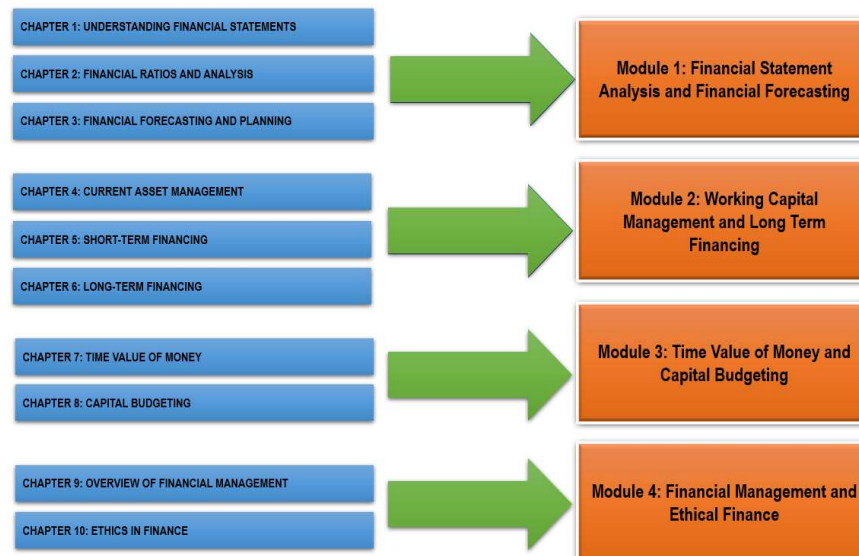 CHAPTER 1: UNDERSTANDING FINANCIAL STATEMENTS
CHAPTER 2: FINANCIAL RATIOS AND ANALYSIS
CHAPTER 3: FINANCIAL FORECASTING AND PLANNING
Module 1: Financial Statement
Analysis and Financial Forecasting
CHAPTER 4: CURRENT ASSET MANAGEMENT
CHAPTER 5: SHORT-TERM FINANCING
CHAPTER 6: LONG-TERM FINANCING
Module 2: Working Capital
Management and Long Term
Financing
CHAPTER 7: TIME VALUE OF MONEY
CHAPTER 8: CAPITAL BUDGETING
Module 3: Time Value of Money and
Capital Budgeting
CHAPTER 9: OVERVIEW OF FINANCIAL MANAGEMENT
CHAPTER 10: ETHICS IN FINANCE
Module 4: Financial Management and
Ethical Finance